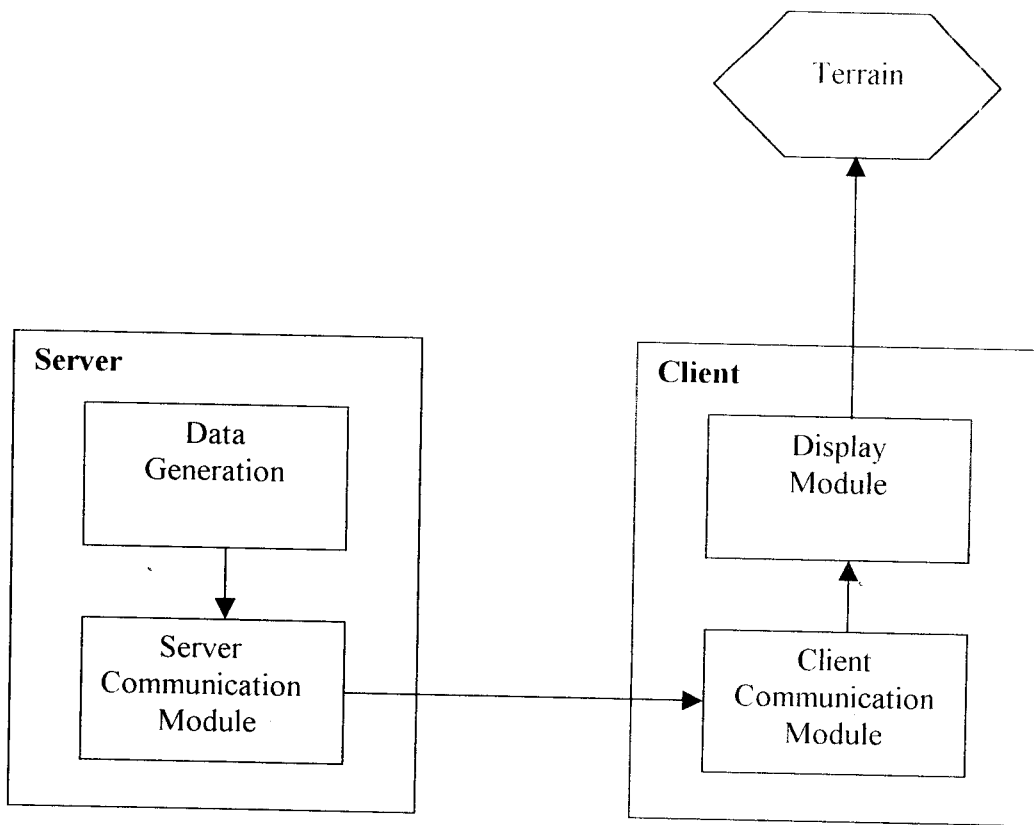 Terrain
Server
Data
Generation
Server
Communication
Module
Client
Display
Module
Client
Communication
Module